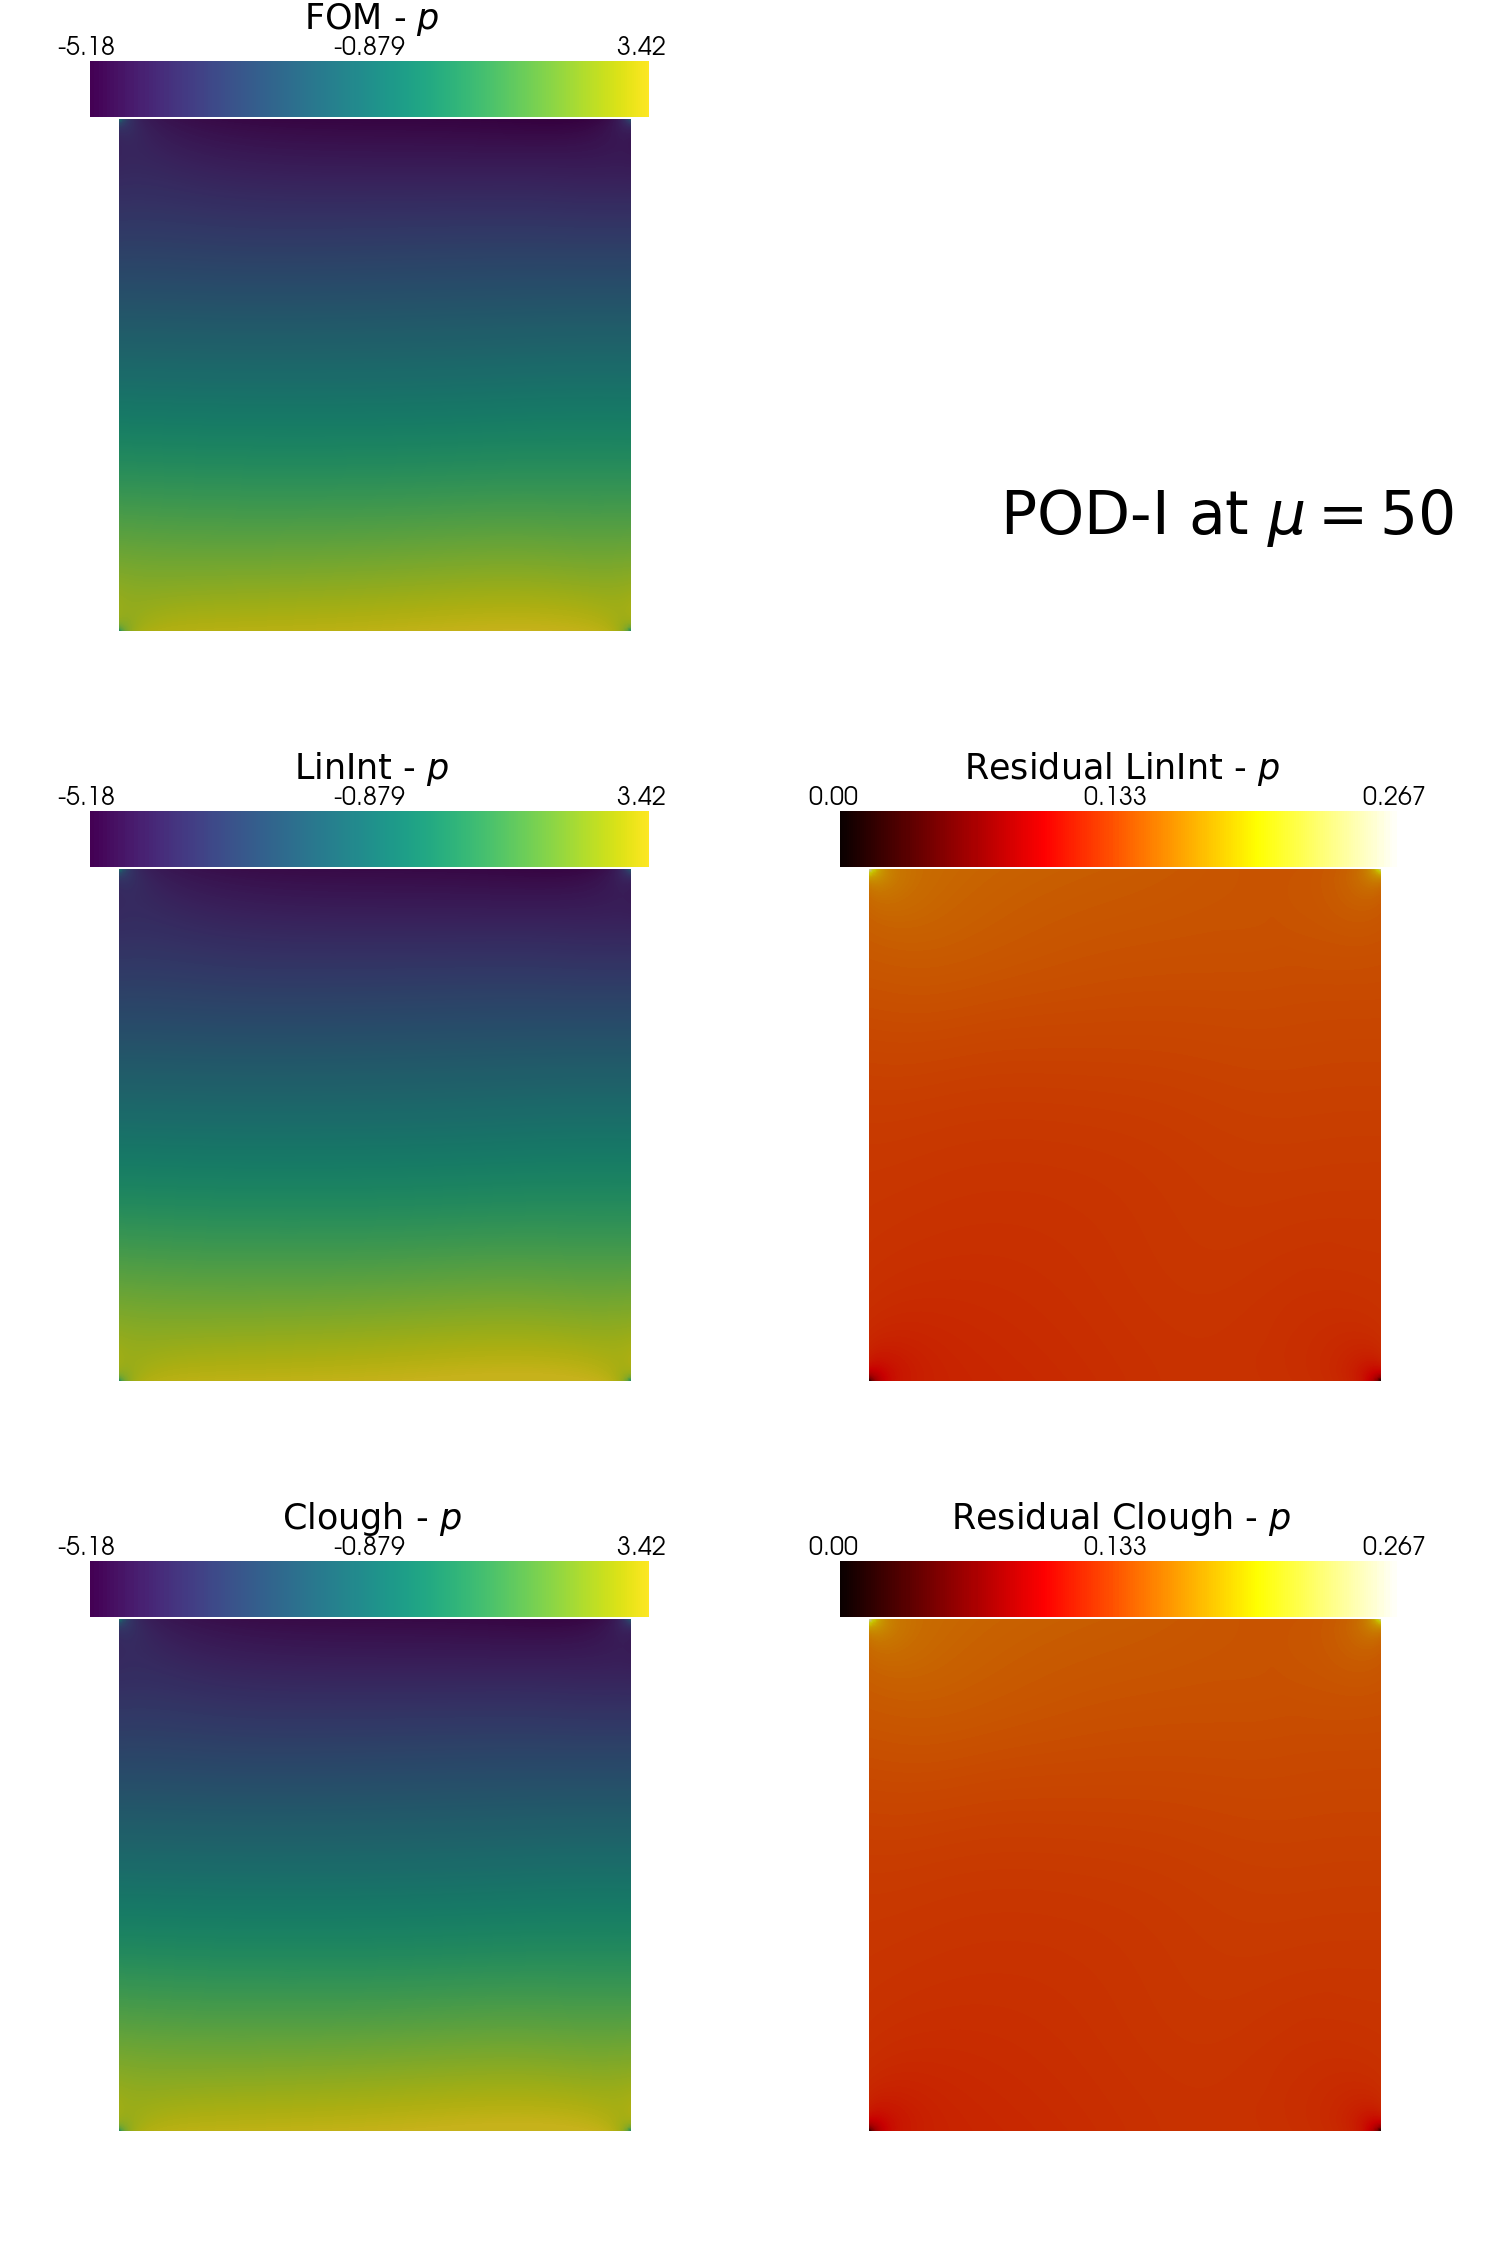 FOM - p
-5.18 -0.879 3.42
POD-I at μ = 50
LinInt - p
-5.18 -0.879 3.42
Residual LinInt - p
0.00 0.133 0.267
Clough - p
-5.18 -0.879 3.42
Residual Clough - p
0.00 0.133 0.267